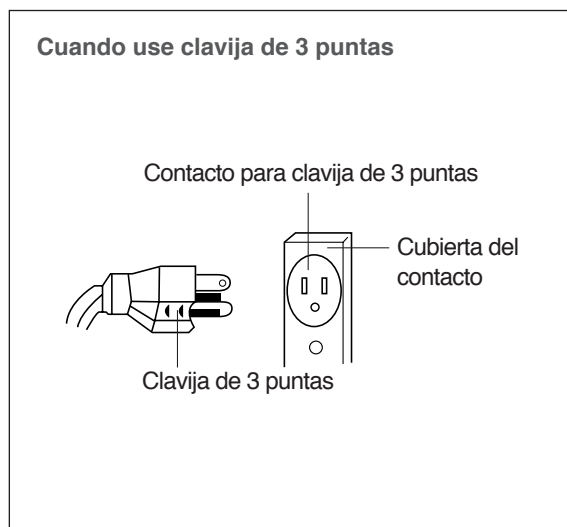 Cuando use clavija de 3 puntas
Contacto para clavija de 3 puntas
Cubierta del
contacto
Clavija de 3 puntas